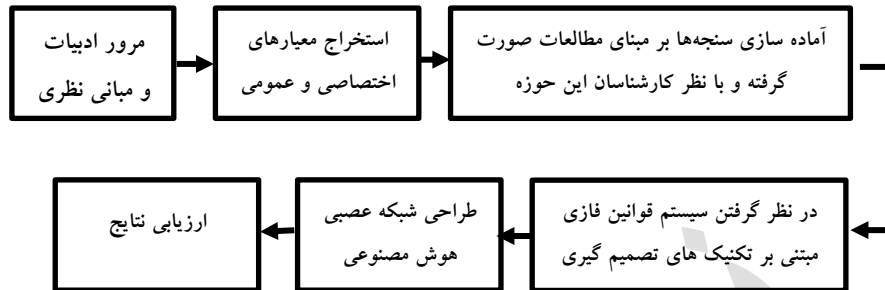 مرور ادبیات
و مبانی نظری
استخراج معیارهای
اختصاصی و عمومی
آماده سازی سنجه‌ها بر مبنای مطالعات صورت
گرفته و با نظر کارشناسان این حوزه
در نظر گرفتن سیستم قوانین فازی
مبتنی بر تکنیک های تصمیم گیری
طراحی شبکه عصبی
هوش مصنوعی
ارزیابی نتایج